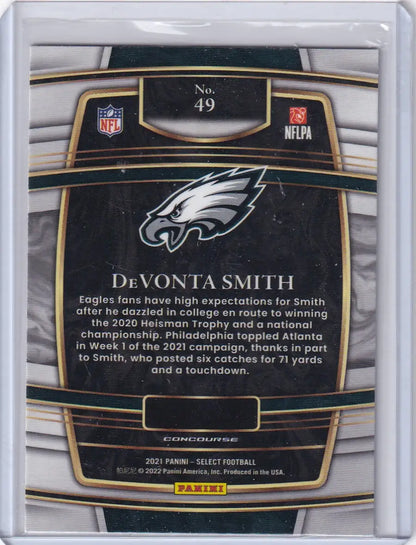 No.
49
NFL
NFLPA
DeVONTA SMITH
Eagles fans have high expectations for Smith
after he dazzled in college en route to winning
the 2020 Heisman Trophy and a national
championship. Philadelphia toppled Atlanta
in Week 1 of the 2021 campaign, thanks in part
to Smith, who posted six catches for 71 yards
and a touchdown.
CONCOURSE
2021 PANINI – SELECT FOOTBALL
© 2022 Panini America, Inc. Produced in the USA.
PANINI